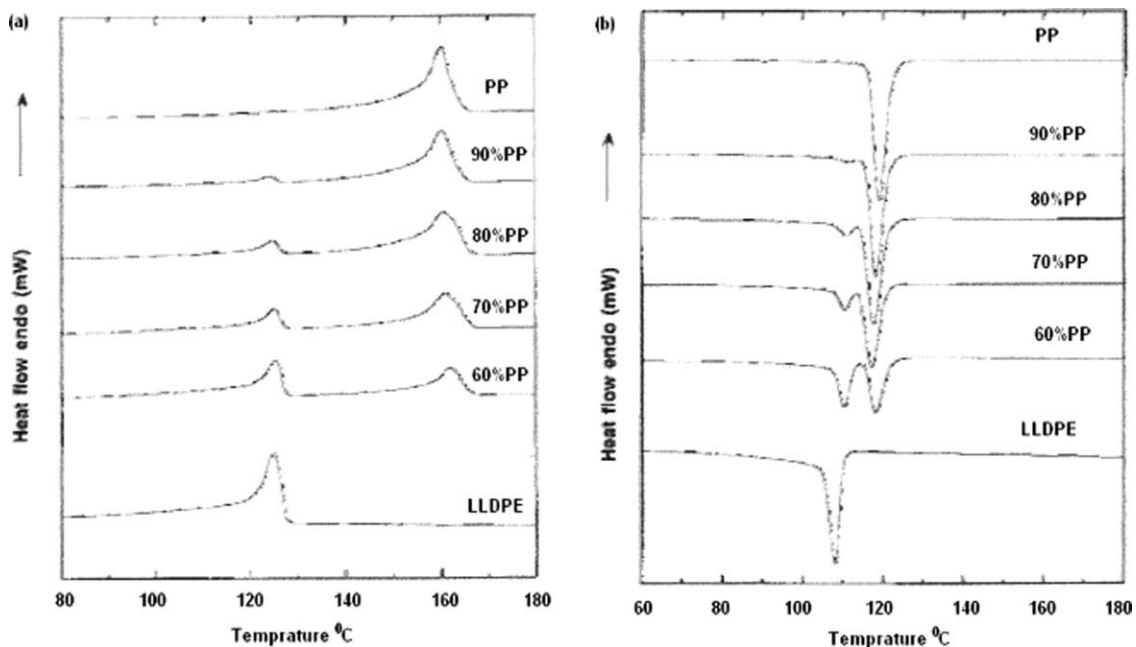 (a)
PP
90%PP
80%PP
70%PP
60%PP
LLDPE
Heat flow endo (mW)
80 100 120 140 160 180
Temprature ⁰C
(b)
PP
90%PP
80%PP
70%PP
60%PP
LLDPE
Heat flow endo (mW)
60 80 100 120 140 160 180
Temprature ⁰C